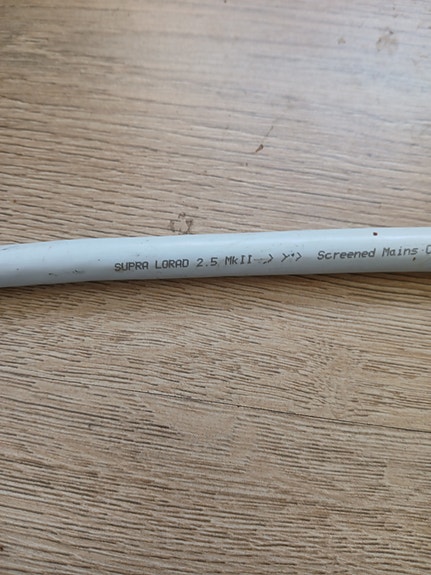 SUPRA LORAD 2.5 MkII--> >•> Screened Mains C